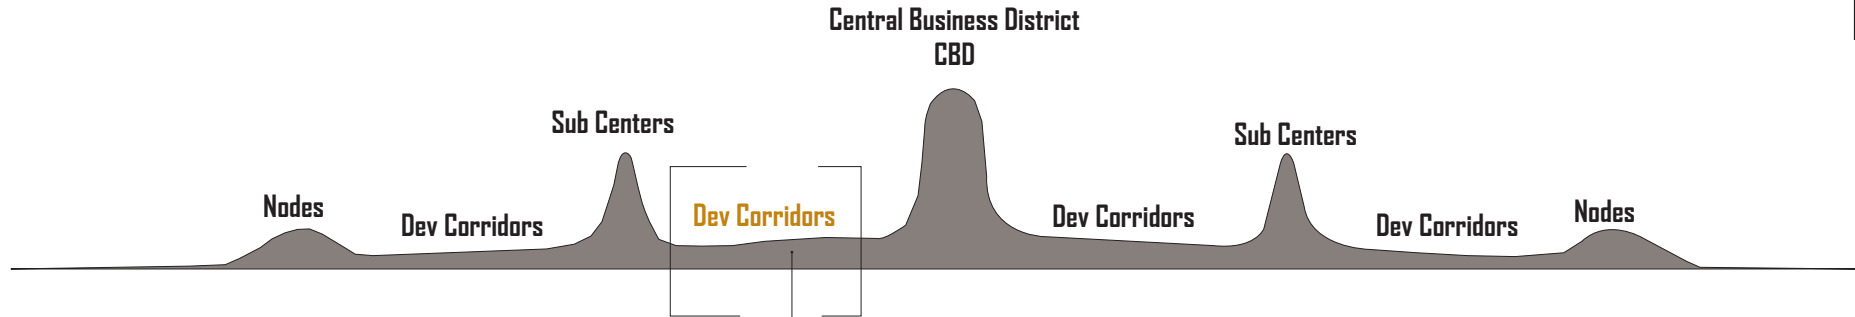 Central Business District
CBD
Sub Centers
Sub Centers
Nodes
Dev Corridors
Dev Corridors
Dev Corridors
Dev Corridors
Nodes